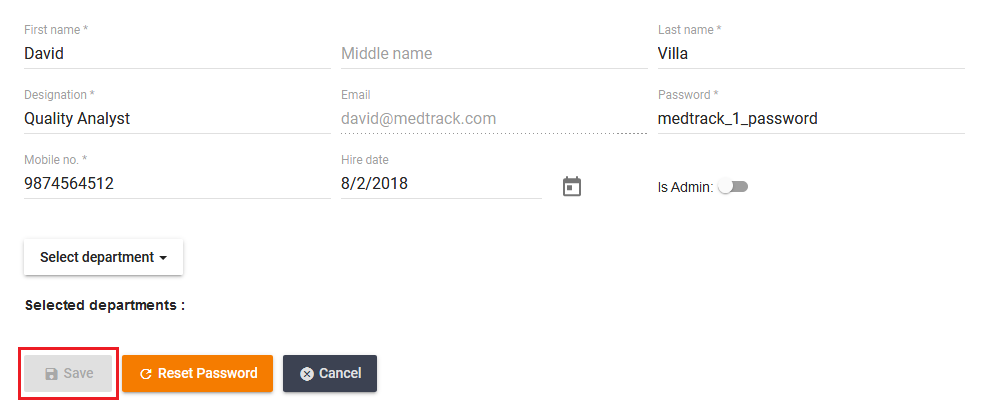 First name * Last name *
David Middle name Villa
Designation * Email Password *
Quality Analyst david@medtrack.com medtrack_1_password
Mobile no. * Hire date
9874564512 8/2/2018 Is Admin:
Select department
Selected departments :
Save Reset Password Cancel